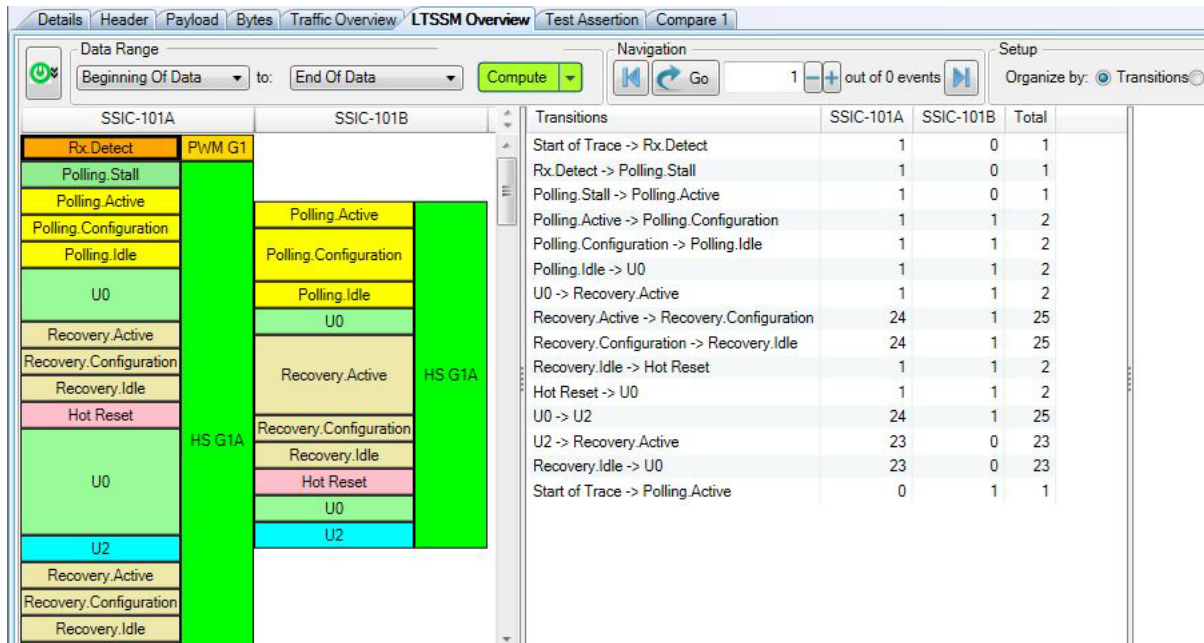 Details Header Payload Bytes Traffic Overview LTSSM Overview Test Assertion Compare 1
Data Range Navigation Setup
Beginning Of Data to: End Of Data Compute Go 1 out of 0 events Organize by: Transitions
SSIC-101A SSIC-101B
Rx.Detect PWM G1
Polling.Stall
Polling.Active
Polling.Configuration
Polling.Idle
U0
Recovery.Active
Recovery.Configuration
Recovery.Idle
Hot Reset
U0
U2
Recovery.Active
Recovery.Configuration
Recovery.Idle
HS G1A
Polling.Active
Polling.Configuration
Polling.Idle
U0
Recovery.Active
Recovery.Configuration
Recovery.Idle
Hot Reset
U0
U2
HS G1A
Transitions SSIC-101A SSIC-101B Total
Start of Trace -> Rx.Detect 1 0 1
Rx.Detect -> Polling.Stall 1 0 1
Polling.Stall -> Polling.Active 1 0 1
Polling.Active -> Polling.Configuration 1 1 2
Polling.Configuration -> Polling.Idle 1 1 2
Polling.Idle -> U0 1 1 2
U0 -> Recovery.Active 1 1 2
Recovery.Active -> Recovery.Configuration 24 1 25
Recovery.Configuration -> Recovery.Idle 24 1 25
Recovery.Idle -> Hot Reset 1 1 2
Hot Reset -> U0 1 1 2
U0 -> U2 24 1 25
U2 -> Recovery.Active 23 0 23
Recovery.Idle -> U0 23 0 23
Start of Trace -> Polling.Active 0 1 1